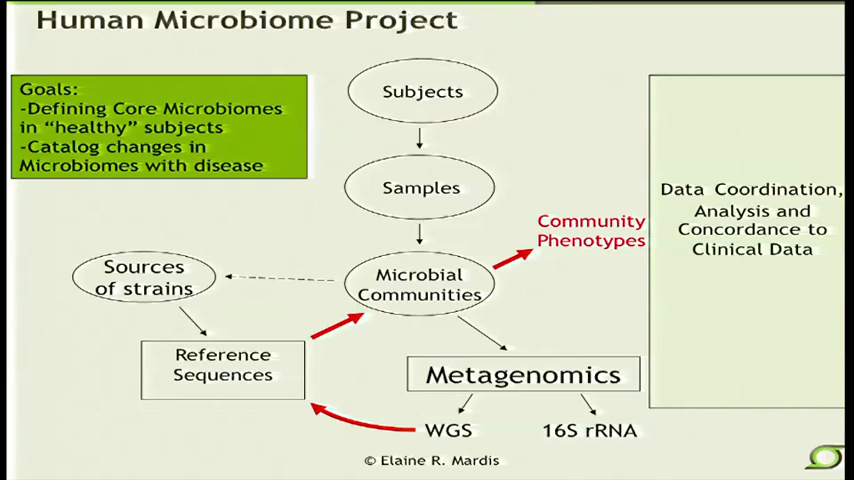 Human Microbiome Project
Goals:
-Defining Core Microbiomes
in “healthy” subjects
-Catalog changes in
Microbiomes with disease
Subjects
Samples
Community
Phenotypes
Data Coordination,
Analysis and
Concordance to
Clinical Data
Sources
of strains
Microbial
Communities
Reference
Sequences
Metagenomics
WGS
16S rRNA
© Elaine R. Mardis